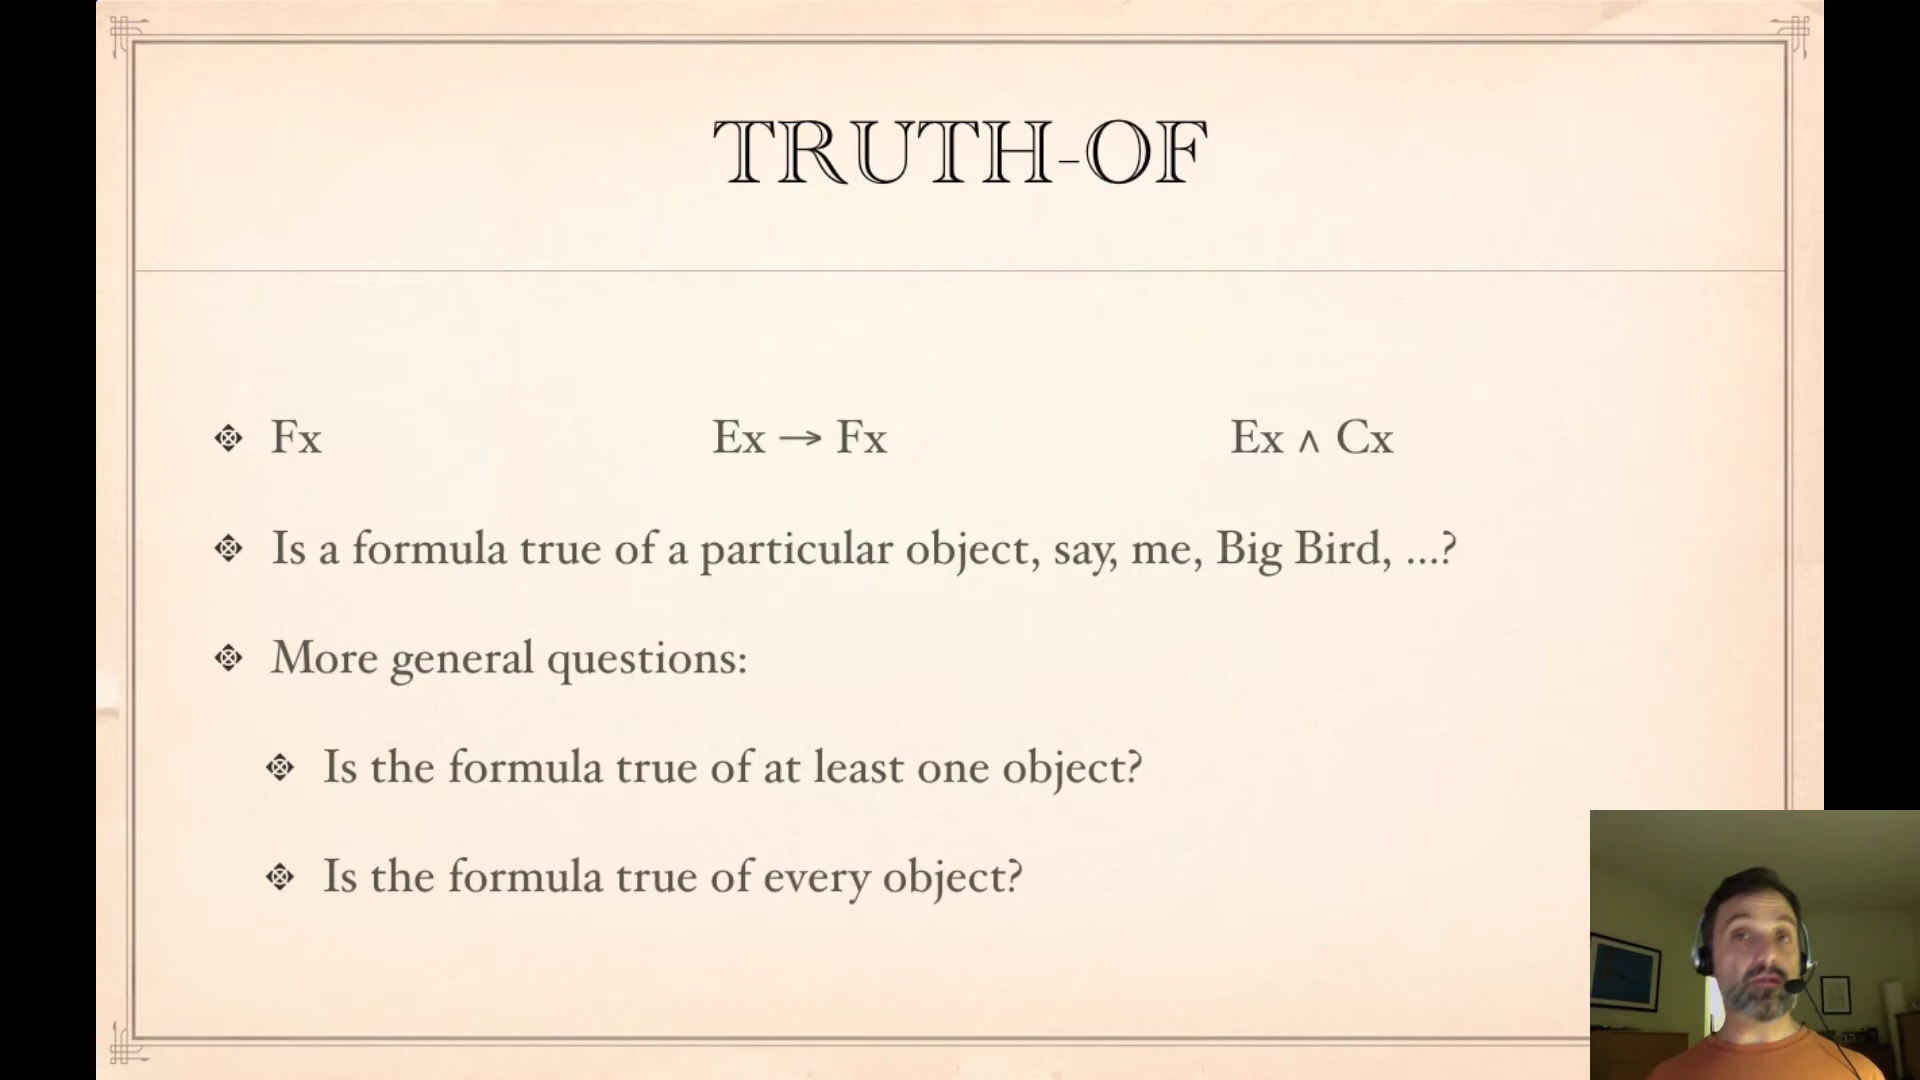 TRUTH-OF
Fx Ex → Fx Ex ∧ Cx
Is a formula true of a particular object, say, me, Big Bird, ...?
More general questions:
Is the formula true of at least one object?
Is the formula true of every object?